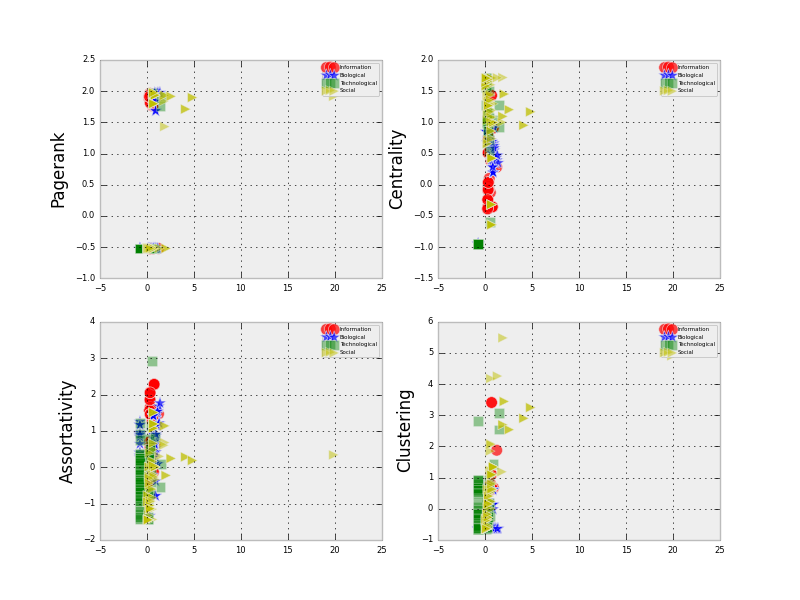 2.5
2.0
1.5
1.0
0.5
0.0
−0.5
−1.0
−5 0 5 10 15 20 25
Pagerank
Information
Biological
Technological
Social
2.0
1.5
1.0
0.5
0.0
−0.5
−1.0
−1.5
−5 0 5 10 15 20 25
Centrality
Information
Biological
Technological
Social
4
3
2
1
0
−1
−2
−5 0 5 10 15 20 25
Assortativity
Information
Biological
Technological
Social
6
5
4
3
2
1
0
−1
−5 0 5 10 15 20 25
Clustering
Information
Biological
Technological
Social